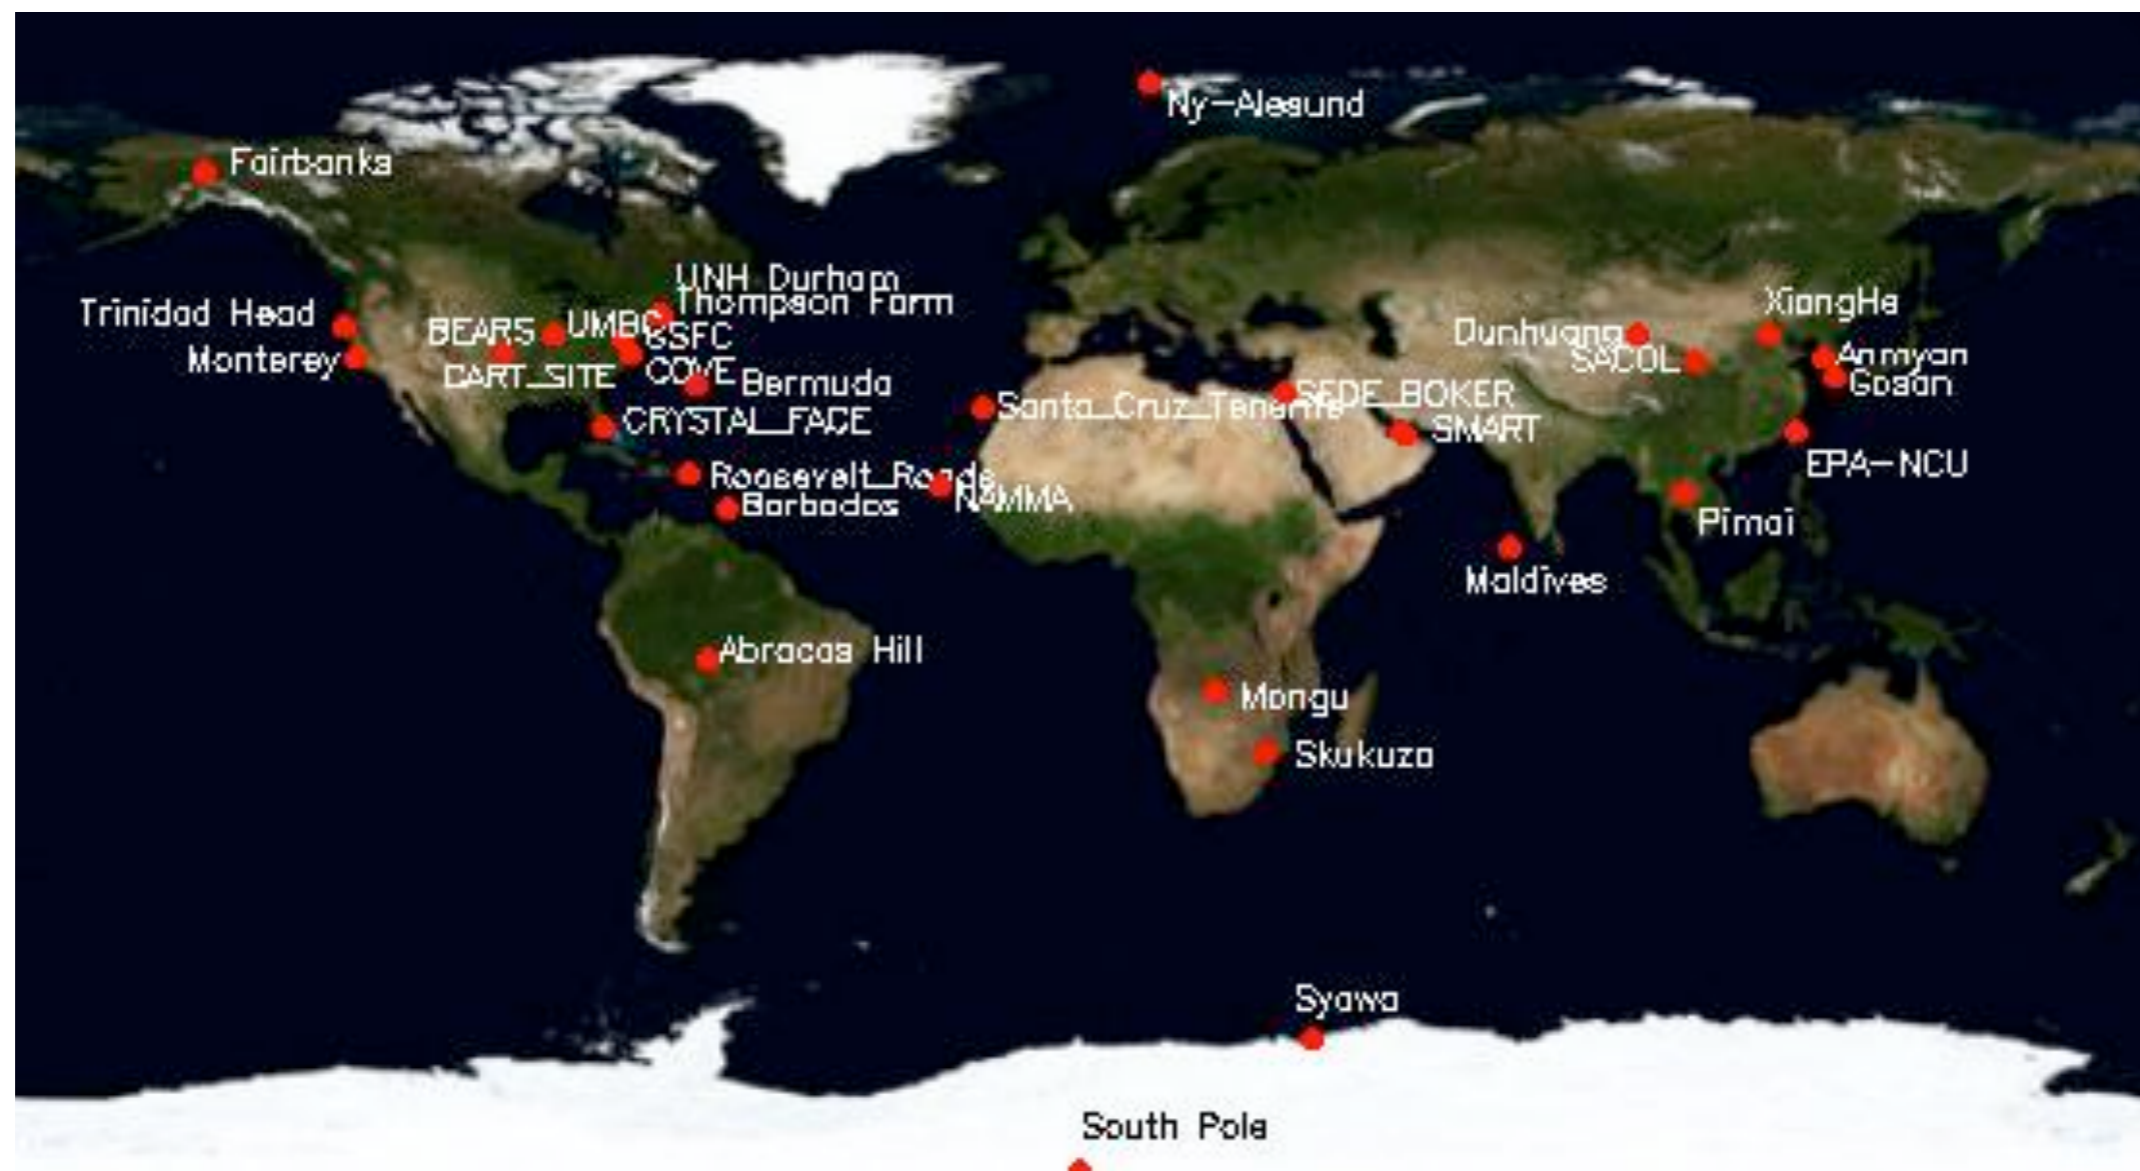 Ny-Alesund
Fairbanks
UNH Durham
Thompson Farm
Trinidad Head
BEARS
UMBC
GSFC
Monterey
CART_SITE
COVE
Bermuda
CRYSTAL_FACE
Roosevelt_Roads
Barbados
NAMMA
Santa_Cruz_Tenerife
SEDE_BOKER
SMART
XiangHe
Dunhuang
SACOL
Anmyan
Gosan
EPA-NCU
Pimai
Maldives
Abracos Hill
Mongu
Skukuza
Syowa
South Pole